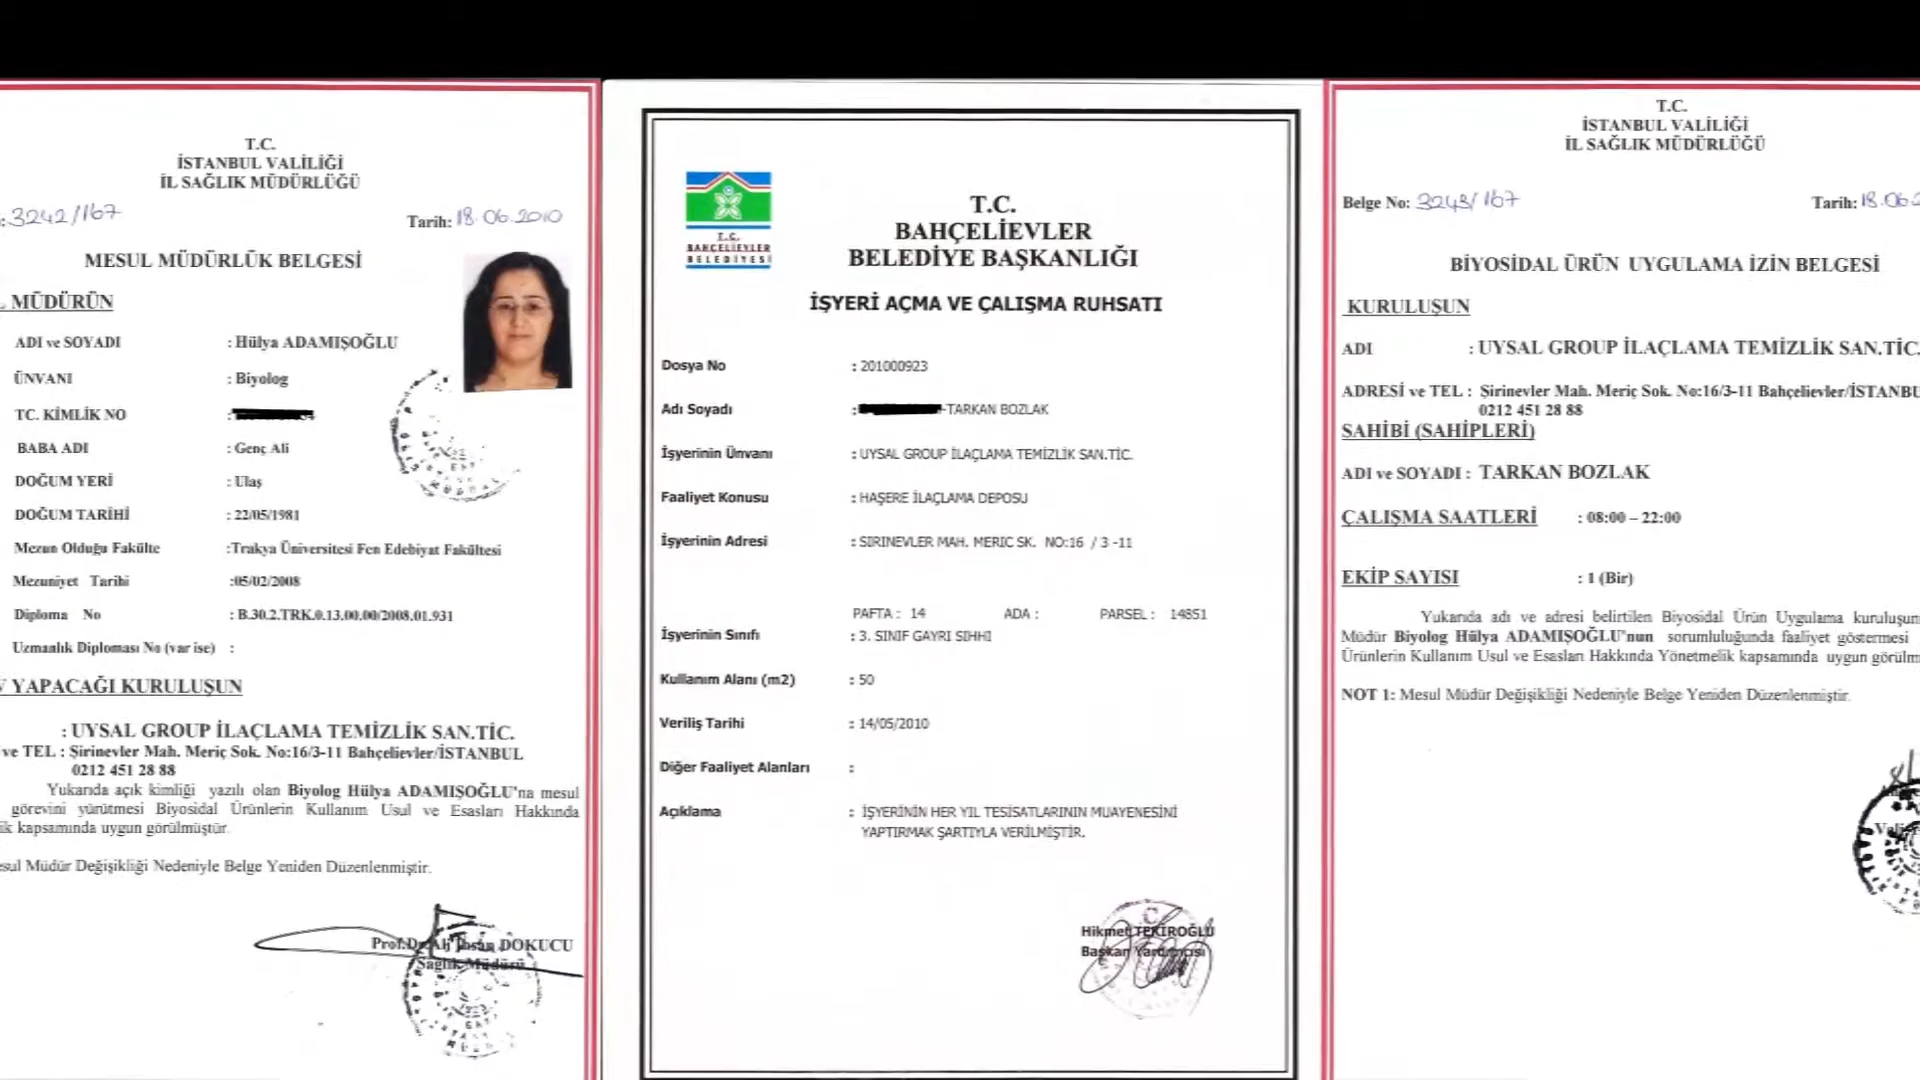 T.C.
İSTANBUL VALİLİĞİ
İL SAĞLIK MÜDÜRLÜĞÜ
: 3242/167
Tarih: 18.06.2010
MESUL MÜDÜRLÜK BELGESİ
L MÜDÜRÜN
ADI ve SOYADI : Hülya ADAMIŞOĞLU
ÜNVANI : Biyolog
TC. KİMLİK NO :
BABA ADI : Genç Ali
DOĞUM YERİ : Ulaş
DOĞUM TARİHİ : 22/05/1981
Mezun Olduğu Fakülte :Trakya Üniversitesi Fen Edebiyat Fakültesi
Mezuniyet Tarihi :05/02/2008
Diploma No : B.30.2.TRK.0.13.00.00/2008.01.931
Uzmanlık Diploması No (var ise) :
V YAPACAĞI KURULUŞUN
: UYSAL GROUP İLAÇLAMA TEMİZLİK SAN.TİC.
ve TEL : Şirinevler Mah. Meriç Sok. No:16/3-11 Bahçelievler/İSTANBUL
0212 451 28 88
Yukarıda açık kimliği yazılı olan Biyolog Hülya ADAMIŞOĞLU'na mesul
görevini yürütmesi Biyosidal Ürünlerin Kullanım Usul ve Esasları Hakkında
ik kapsamında uygun görülmüştür.
esul Müdür Değişikliği Nedeniyle Belge Yeniden Düzenlenmiştir.
Prof.Dr.Ali İhsan DOKUCU
Sağlık Müdürü
T.C.
BAHÇELİEVLER
BELEDİYESİ
T.C.
BAHÇELİEVLER
BELEDİYE BAŞKANLIĞI
İŞYERİ AÇMA VE ÇALIŞMA RUHSATI
Dosya No : 201000923
Adı Soyadı : -TARKAN BOZLAK
İşyerinin Ünvanı : UYSAL GROUP İLAÇLAMA TEMİZLİK SAN.TİC.
Faaliyet Konusu : HAŞERE İLAÇLAMA DEPOSU
İşyerinin Adresi : SIRINEVLER MAH. MERIC SK. NO:16 / 3 -11
PAFTA : 14 ADA : PARSEL : 14851
İşyerinin Sınıfı : 3. SINIF GAYRI SIHHI
Kullanım Alanı (m2) : 50
Veriliş Tarihi : 14/05/2010
Diğer Faaliyet Alanları :
Açıklama : İŞYERİNİN HER YIL TESİSATLARININ MUAYENESİNİ
YAPTIRMAK ŞARTIYLA VERİLMİŞTİR.
Hikmet TEKİROĞLU
Başkan Yardımcısı
T.C.
İSTANBUL VALİLİĞİ
İL SAĞLIK MÜDÜRLÜĞÜ
Belge No: 3243/167
Tarih: 18.06.2
BİYOSİDAL ÜRÜN UYGULAMA İZİN BELGESİ
KURULUŞUN
ADI : UYSAL GROUP İLAÇLAMA TEMİZLİK SAN.TİC.
ADRESİ ve TEL : Şirinevler Mah. Meriç Sok. No:16/3-11 Bahçelievler/İSTANBU
0212 451 28 88
SAHİBİ (SAHİPLERİ)
ADI ve SOYADI : TARKAN BOZLAK
ÇALIŞMA SAATLERİ : 08:00 – 22:00
EKİP SAYISI : 1 (Bir)
Yukarıda adı ve adresi belirtilen Biyosidal Ürün Uygulama kuruluşun
Müdür Biyolog Hülya ADAMIŞOĞLU'nun sorumluluğunda faaliyet göstermesi
Ürünlerin Kullanım Usul ve Esasları Hakkında Yönetmelik kapsamında uygun görülm
NOT 1: Mesul Müdür Değişikliği Nedeniyle Belge Yeniden Düzenlenmiştir.